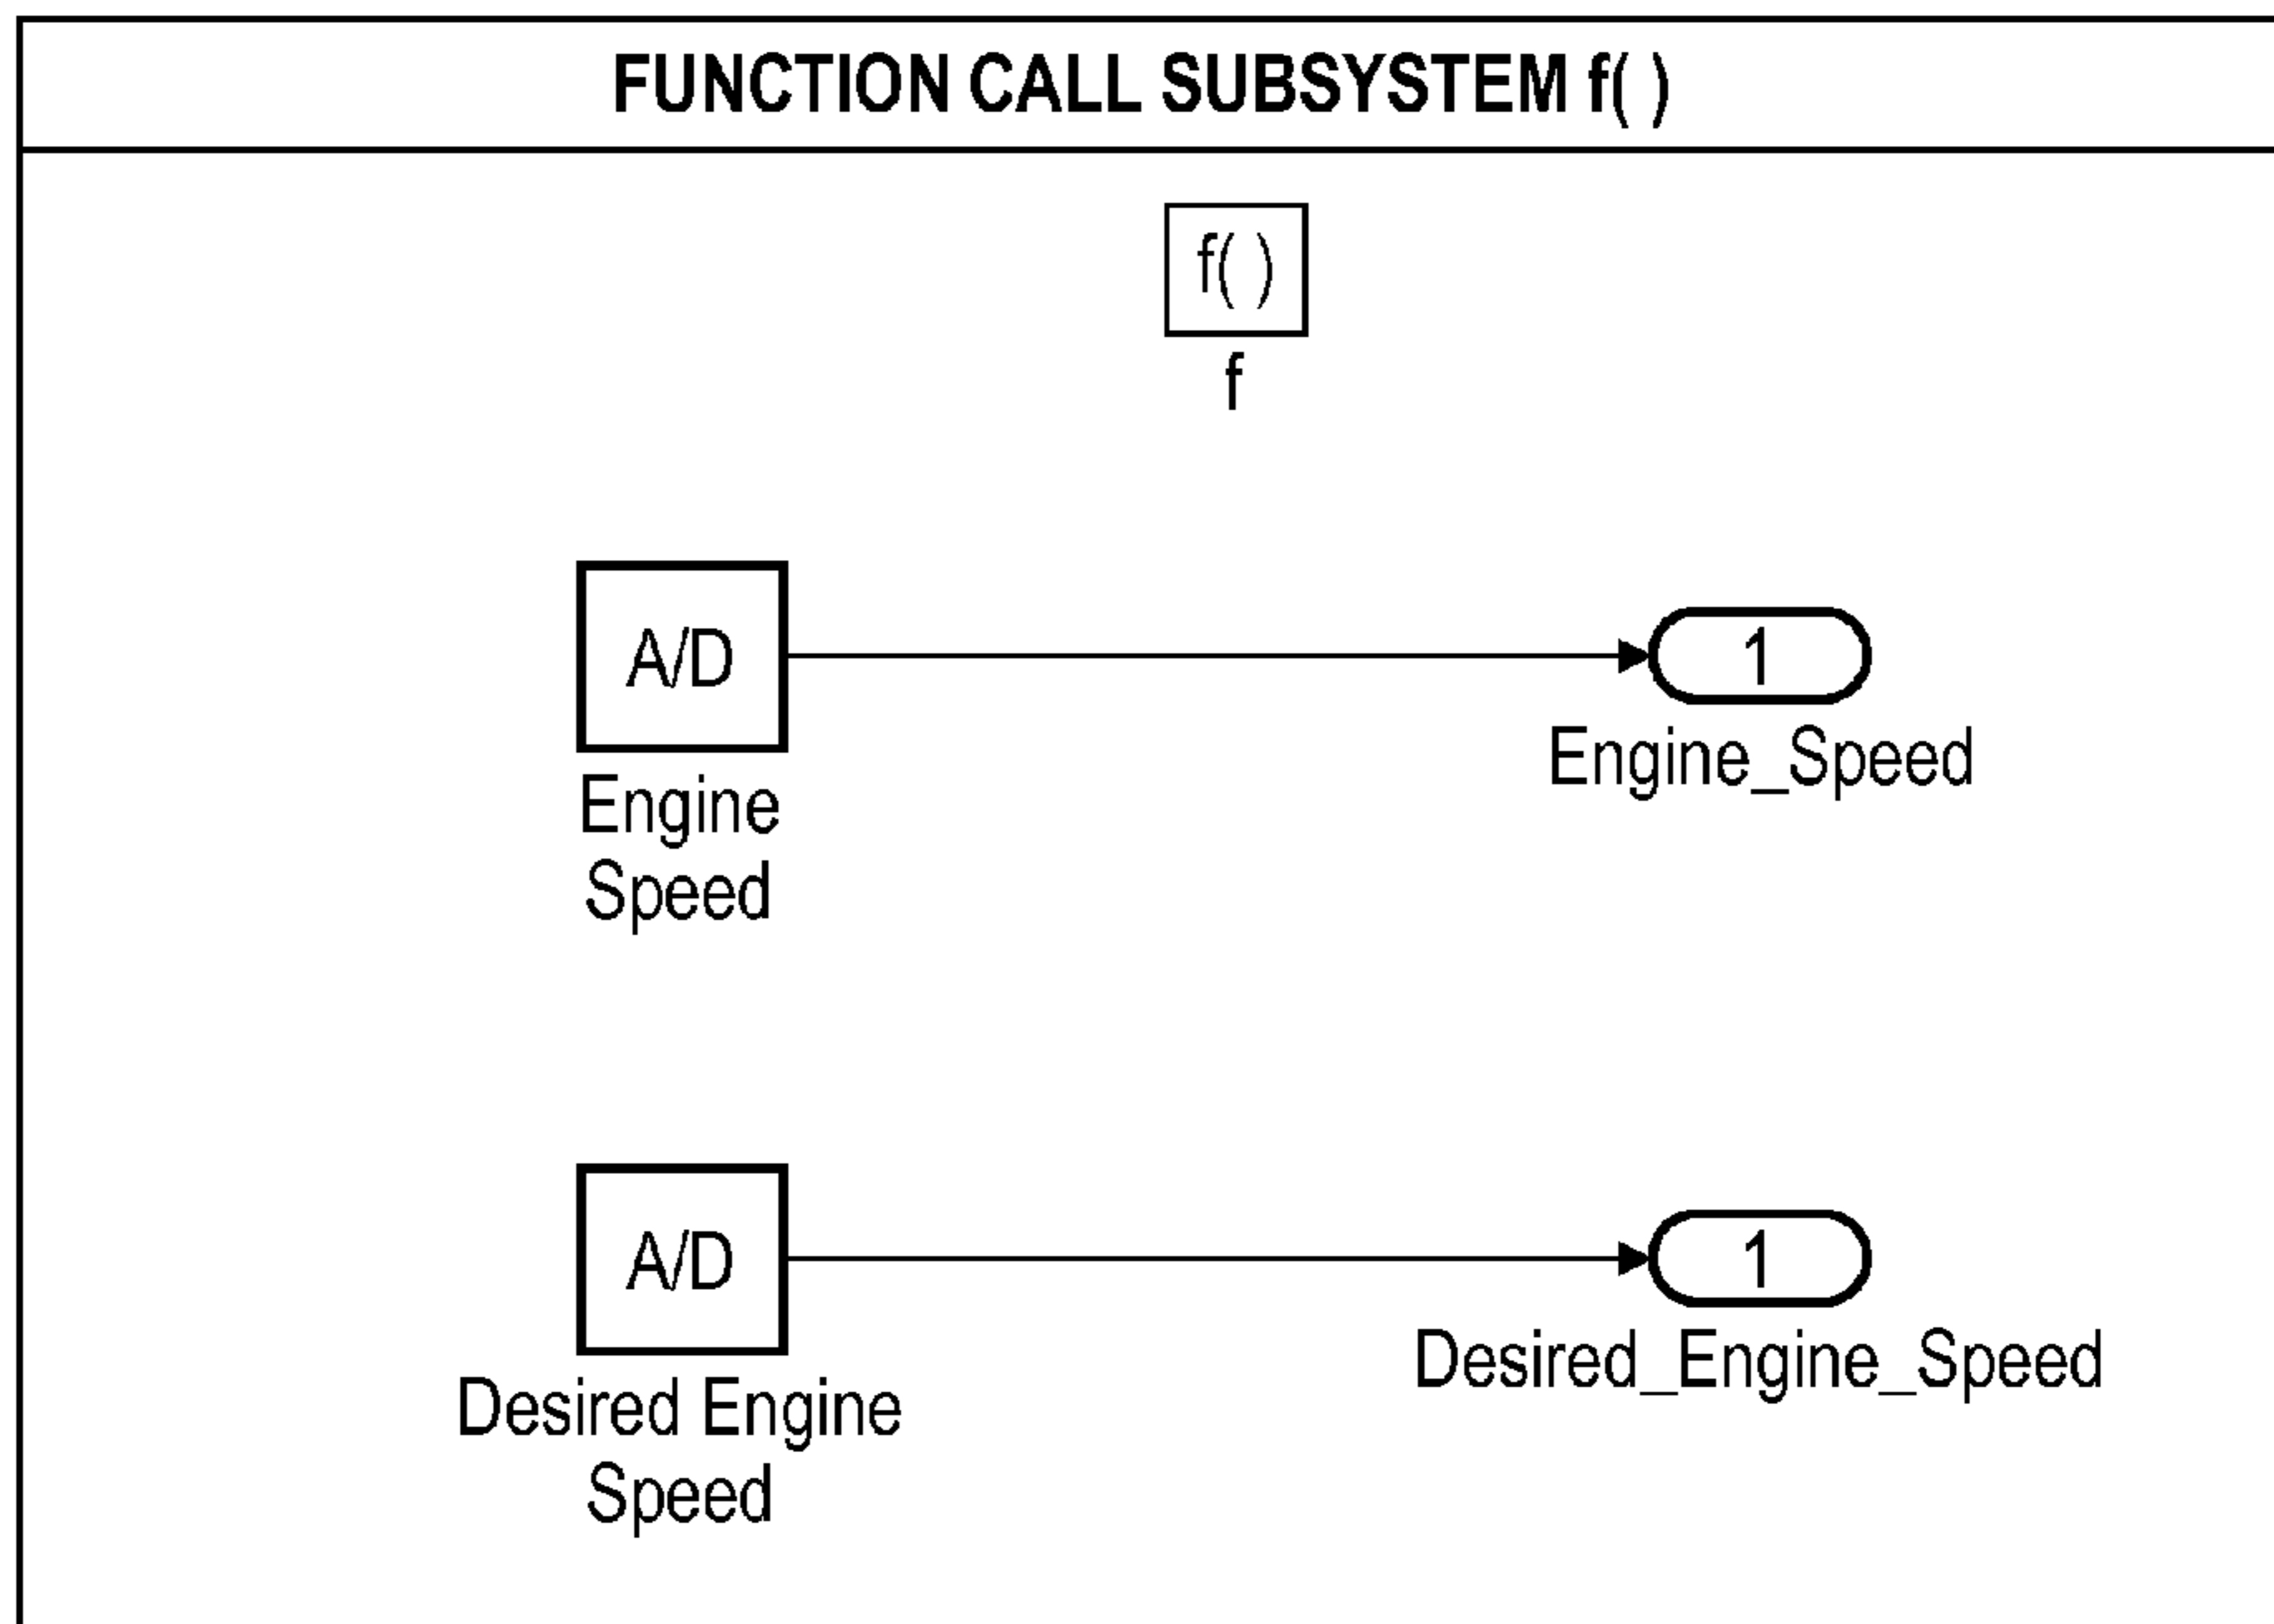 FUNCTION CALL SUBSYSTEM f( )
f( )
f
A/D
1
Engine_Speed
Engine
Speed
A/D
1
Desired_Engine_Speed
Desired Engine
Speed